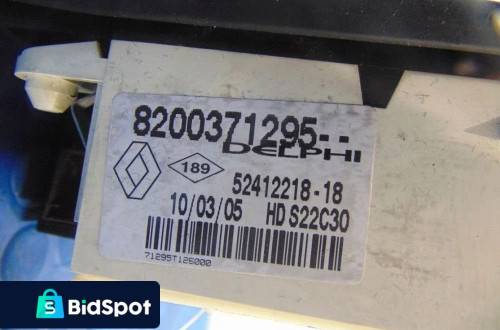 8200371295--
DELPHI
189
52412218-18
10/03/05 HD S22C30
71295T126000
BidSpot